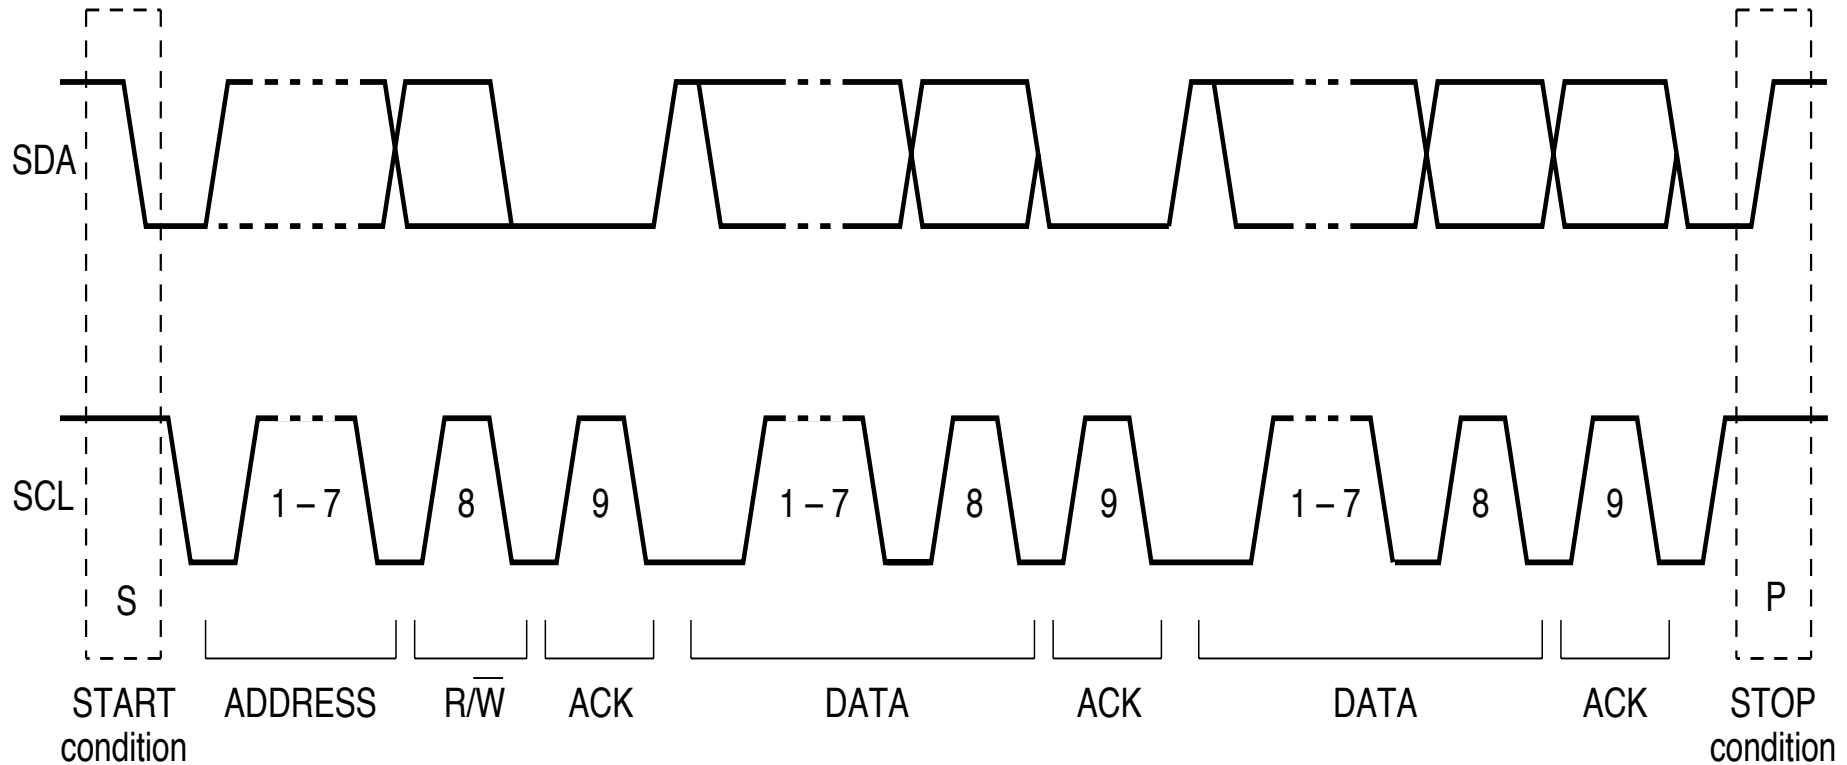 SDA
SCL
1 – 7
8
9
1 – 7
8
9
1 – 7
8
9
S
P
START condition
ADDRESS
R/W̅
ACK
DATA
ACK
DATA
ACK
STOP condition